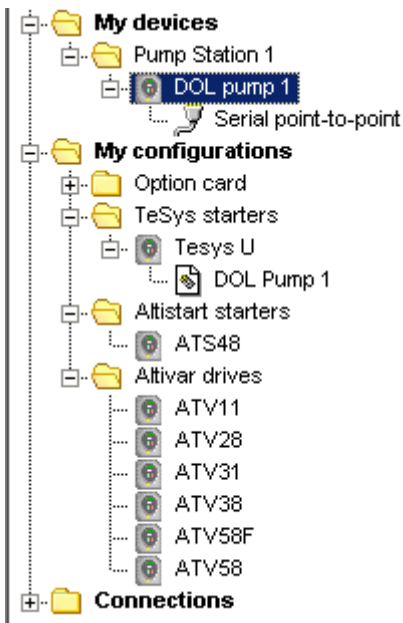 My devices
Pump Station 1
DOL pump 1
Serial point-to-point
My configurations
Option card
TeSys starters
Tesys U
DOL Pump 1
Altistart starters
ATS48
Altivar drives
ATV11
ATV28
ATV31
ATV38
ATV58F
ATV58
Connections